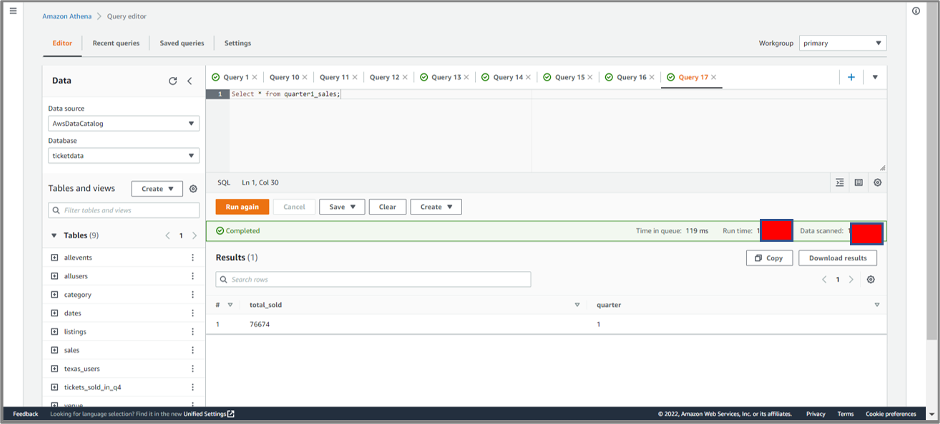 Amazon Athena > Query editor
Editor Recent queries Saved queries Settings Workgroup primary
Data
Query 1 Query 10 Query 11 Query 12 Query 13 Query 14 Query 15 Query 16 Query 17
1 Select * from quarter1_sales;
Data source
AwsDataCatalog
Database
ticketdata
SQL Ln 1, Col 30
Tables and views Create
Filter tables and views
Run again Cancel Save Clear Create
Tables (9) < 1 >
Completed Time in queue: 119 ms Run time: 1 Data scanned:
allevents
allusers
category
dates
listings
sales
texas_users
tickets_sold_in_q4
venue
Results (1) Copy Download results
Search rows < 1 >
# total_sold quarter
1 76674 1
Feedback Looking for language selection? Find it in the new Unified Settings © 2022, Amazon Web Services, Inc. or its affiliates. Privacy Terms Cookie preferences